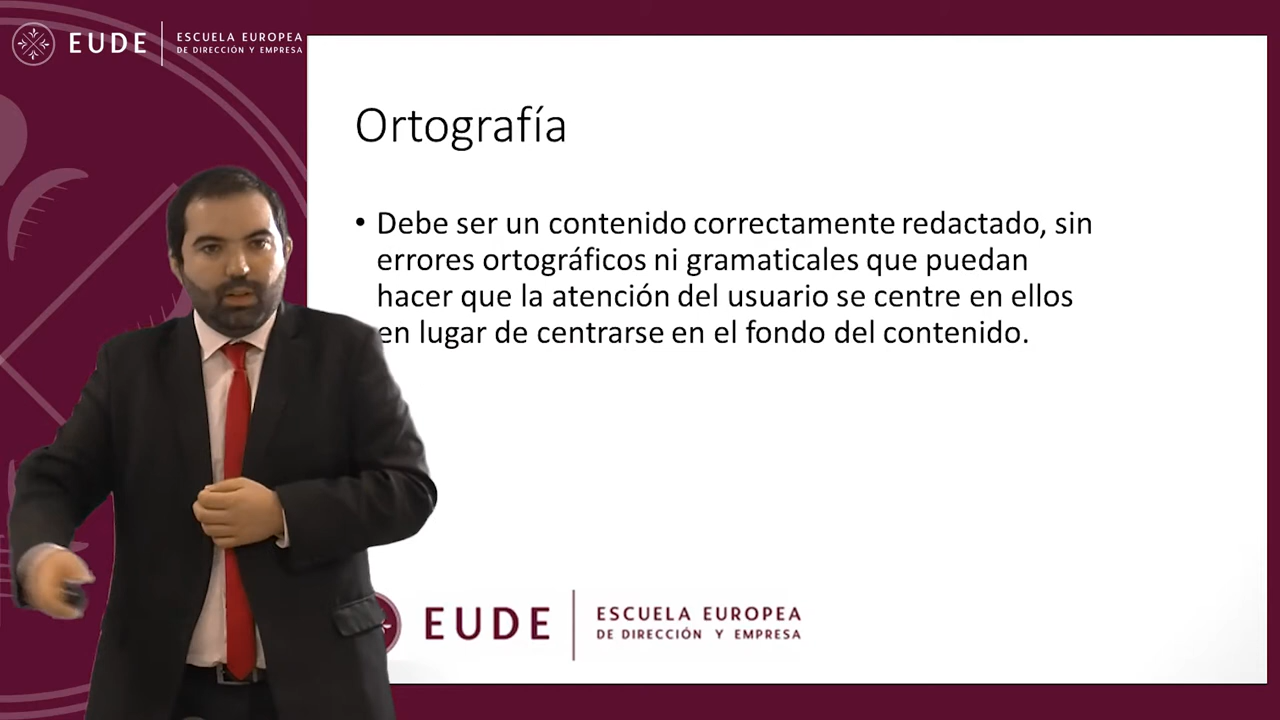 EUDE
ESCUELA EUROPEA
DE DIRECCIÓN Y EMPRESA
Ortografía
• Debe ser un contenido correctamente redactado, sin
errores ortográficos ni gramaticales que puedan
hacer que la atención del usuario se centre en ellos
en lugar de centrarse en el fondo del contenido.
EUDE
ESCUELA EUROPEA
DE DIRECCIÓN Y EMPRESA